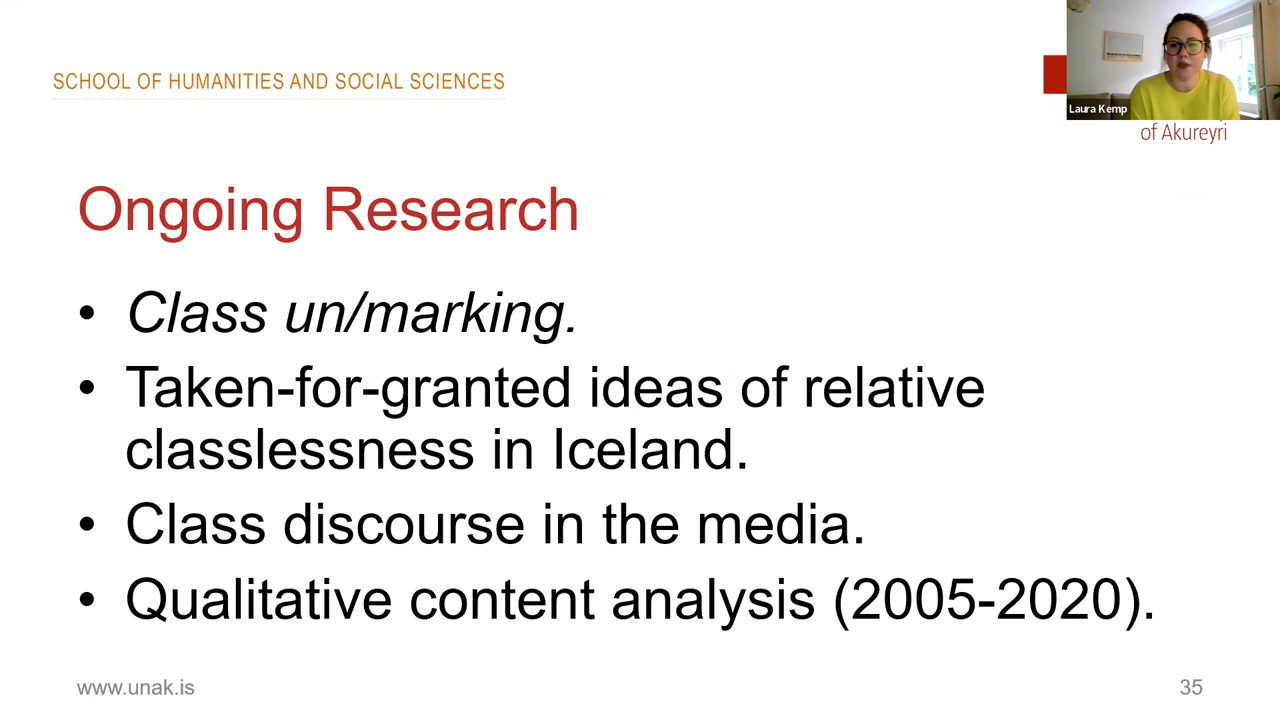 SCHOOL OF HUMANITIES AND SOCIAL SCIENCES
Laura Kemp
of Akureyri
Ongoing Research
• Class un/marking.
• Taken-for-granted ideas of relative
classlessness in Iceland.
• Class discourse in the media.
• Qualitative content analysis (2005-2020).
www.unak.is
35